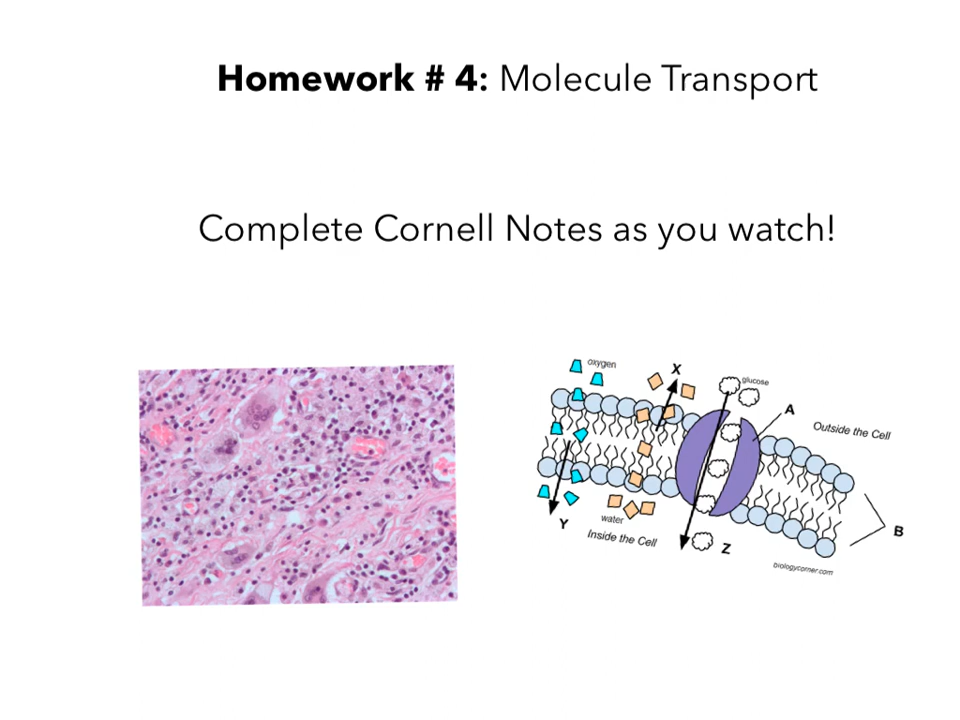 Homework # 4: Molecule Transport
Complete Cornell Notes as you watch!
oxygen
X
glucose
A
Outside the Cell
water
Y
Inside the Cell
Z
B
biologycorner.com